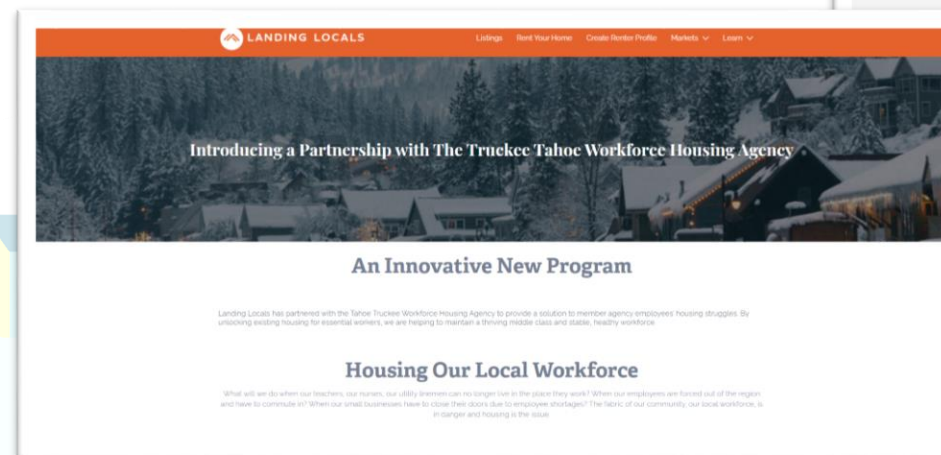 LANDING LOCALS
Listings Rent Your Home Create Renter Profile Markets Learn
Introducing a Partnership with The Truckee Tahoe Workforce Housing Agency
An Innovative New Program
Landing Locals has partnered with the Tahoe Truckee Workforce Housing Agency to provide a solution to member agency employees' housing struggles. By
unlocking existing housing for essential workers, we are helping to maintain a thriving middle class and stable, healthy workforce
Housing Our Local Workforce
What will we do when our teachers, our nurses, our utility linemen can no longer live in the place they work? When our employees are forced out of the region
and have to commute in? When our small businesses have to close their doors due to employee shortages? The fabric of our community, our local workforce, is
in danger and housing is the issue